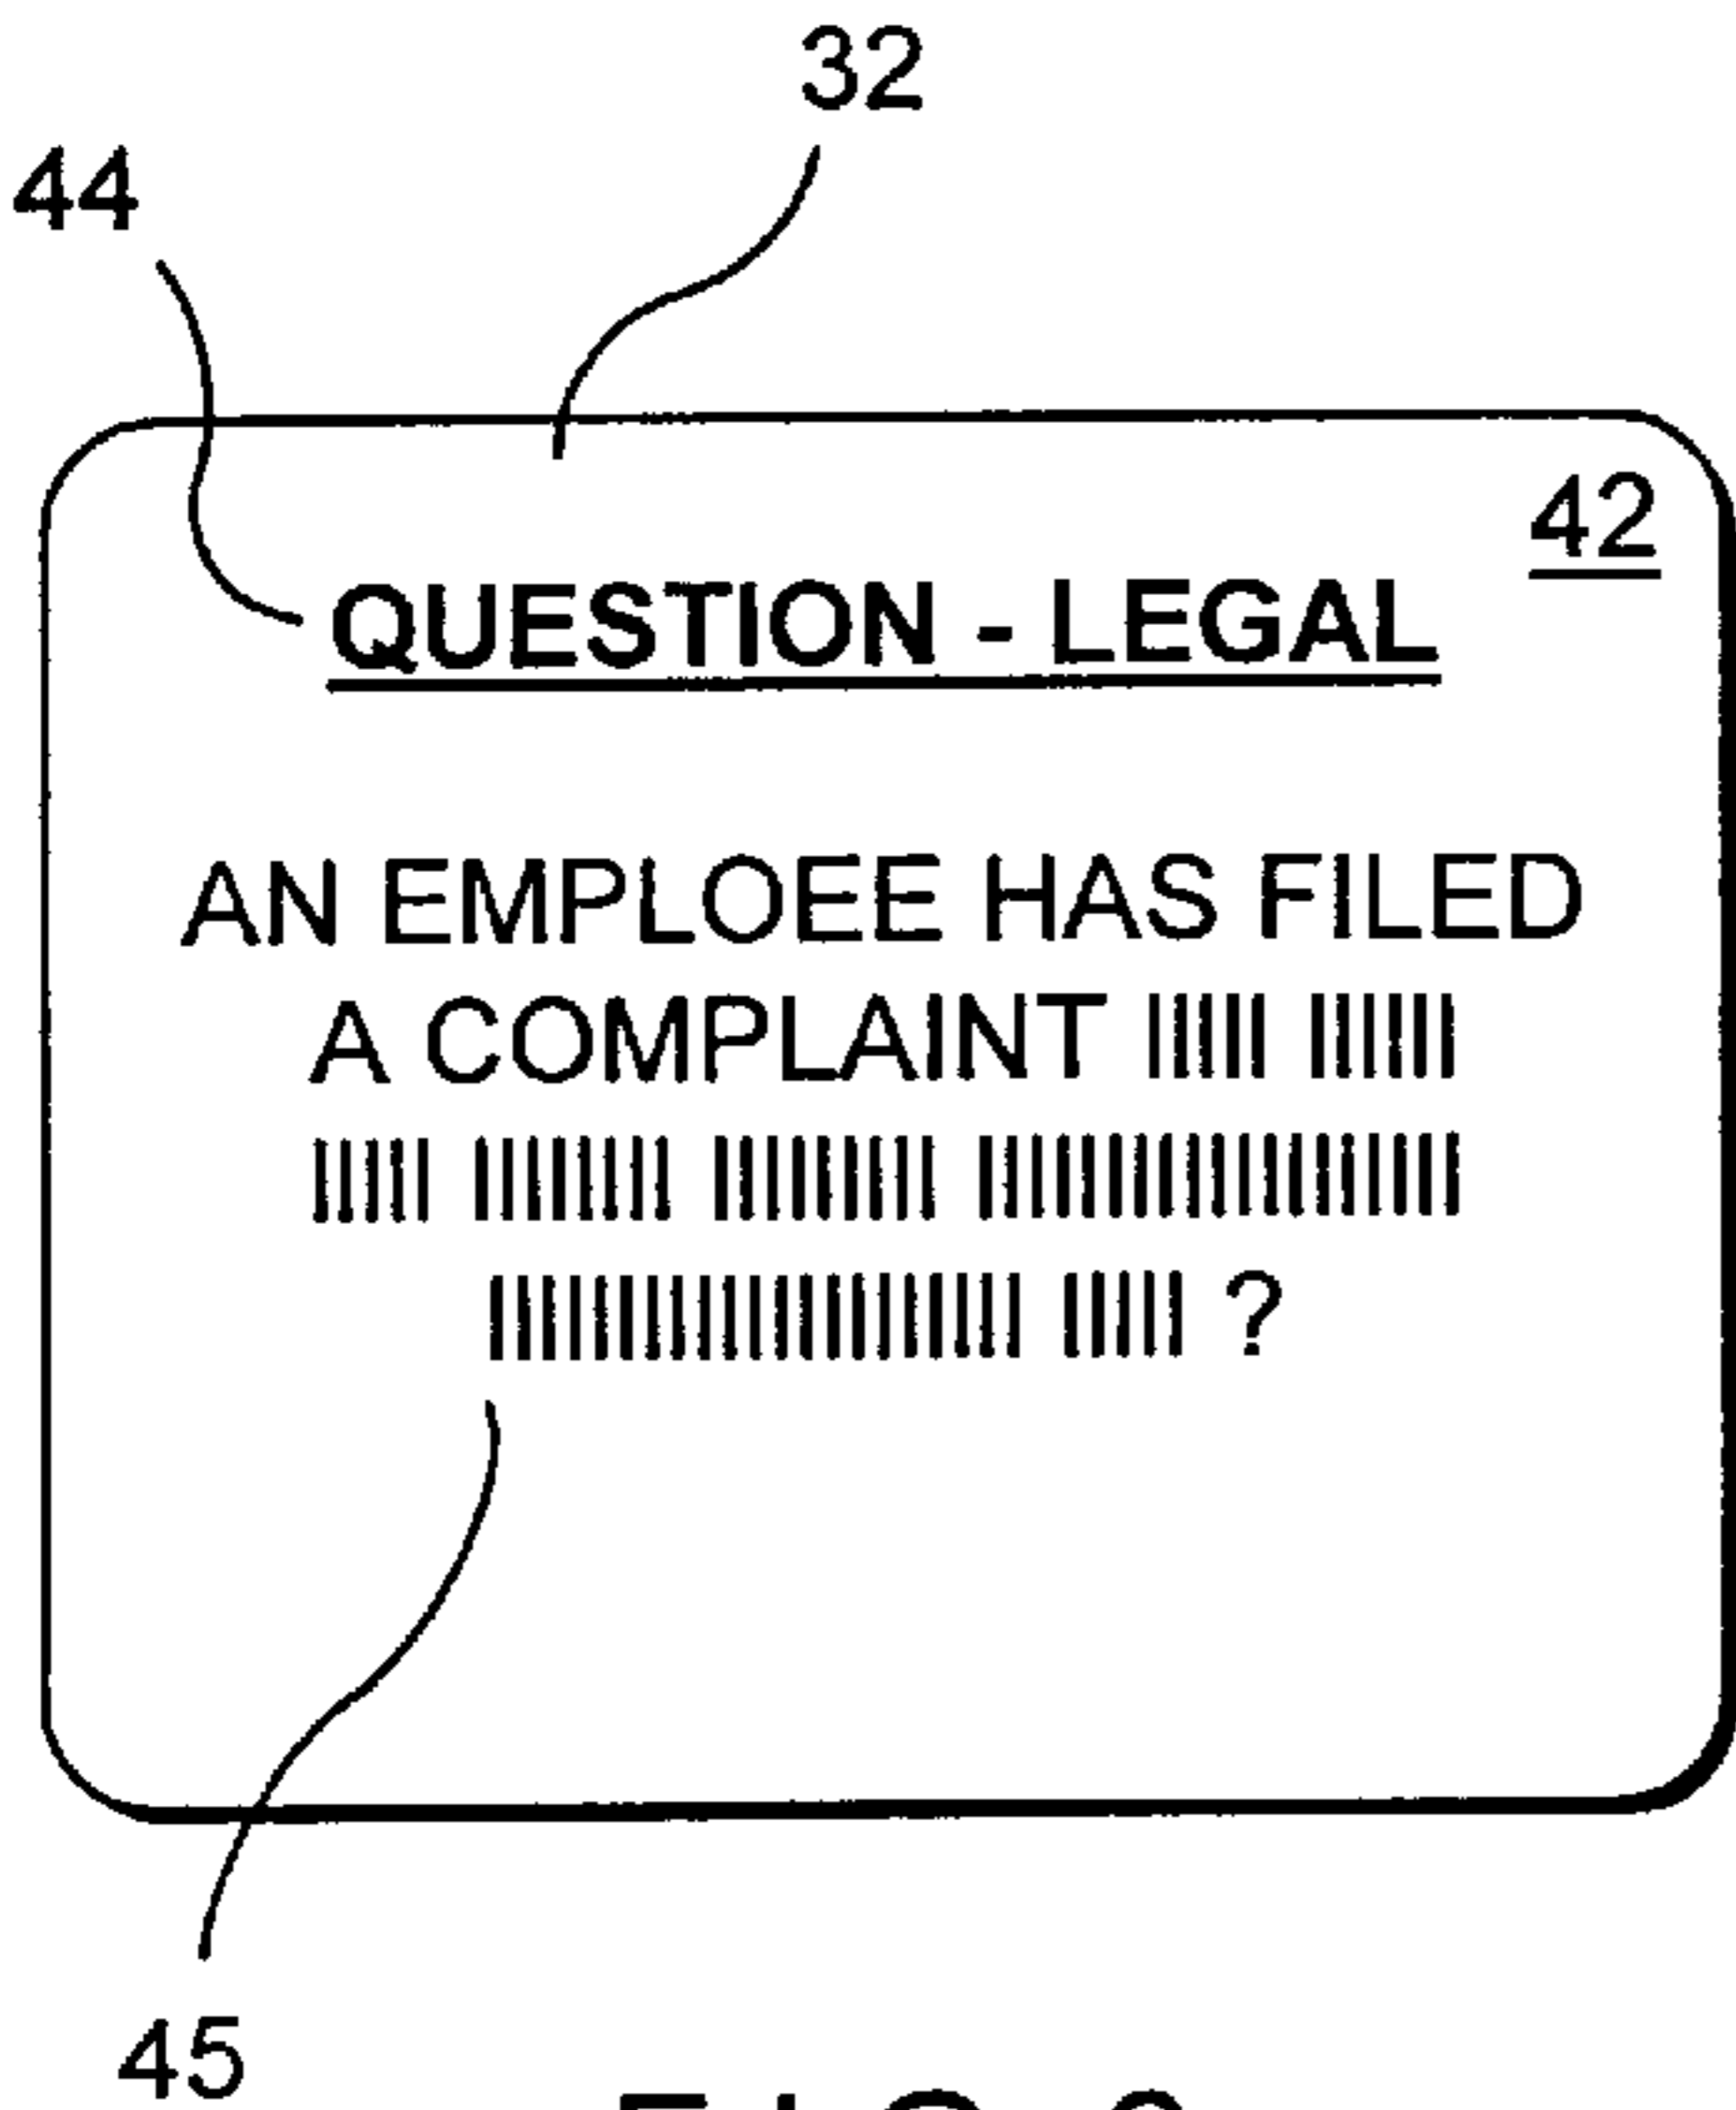 32
44
42
QUESTION - LEGAL
AN EMPLOEE HAS FILED
A COMPLAINT
?
45